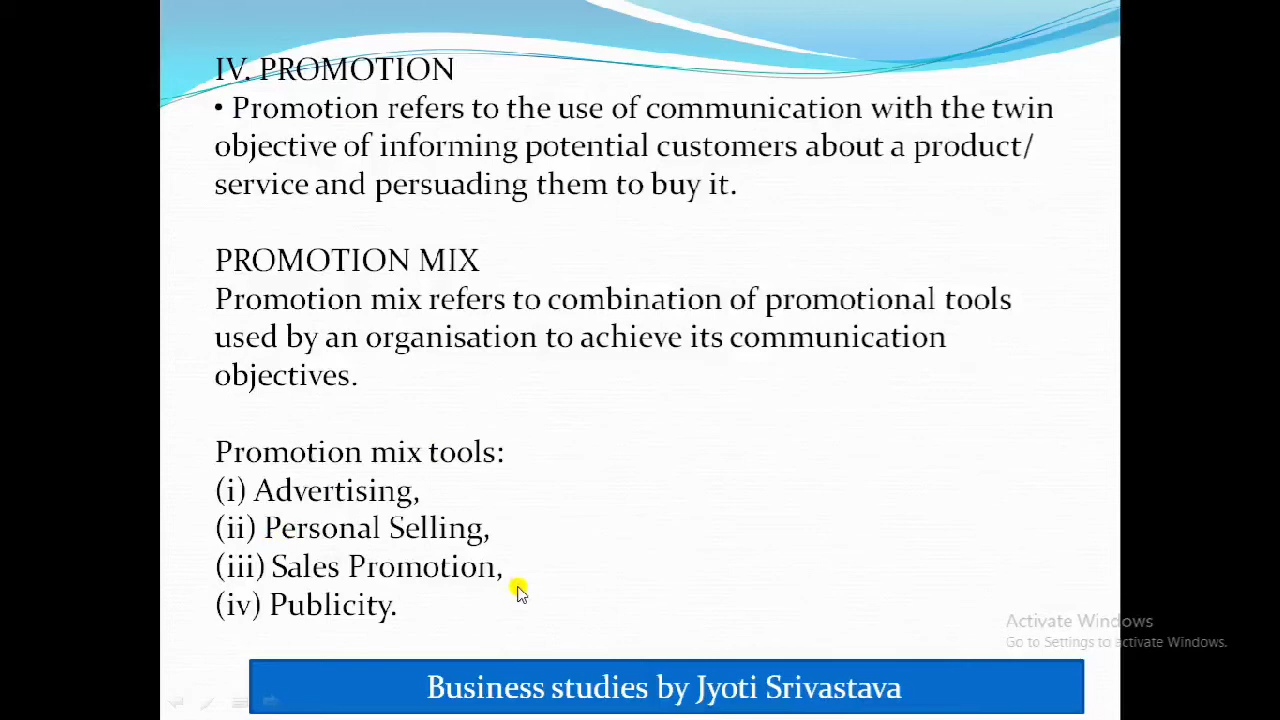 IV. PROMOTION
• Promotion refers to the use of communication with the twin
objective of informing potential customers about a product/
service and persuading them to buy it.
PROMOTION MIX
Promotion mix refers to combination of promotional tools
used by an organisation to achieve its communication
objectives.
Promotion mix tools:
(i) Advertising,
(ii) Personal Selling,
(iii) Sales Promotion,
(iv) Publicity.
Activate Windows
Go to Settings to activate Windows.
Business studies by Jyoti Srivastava